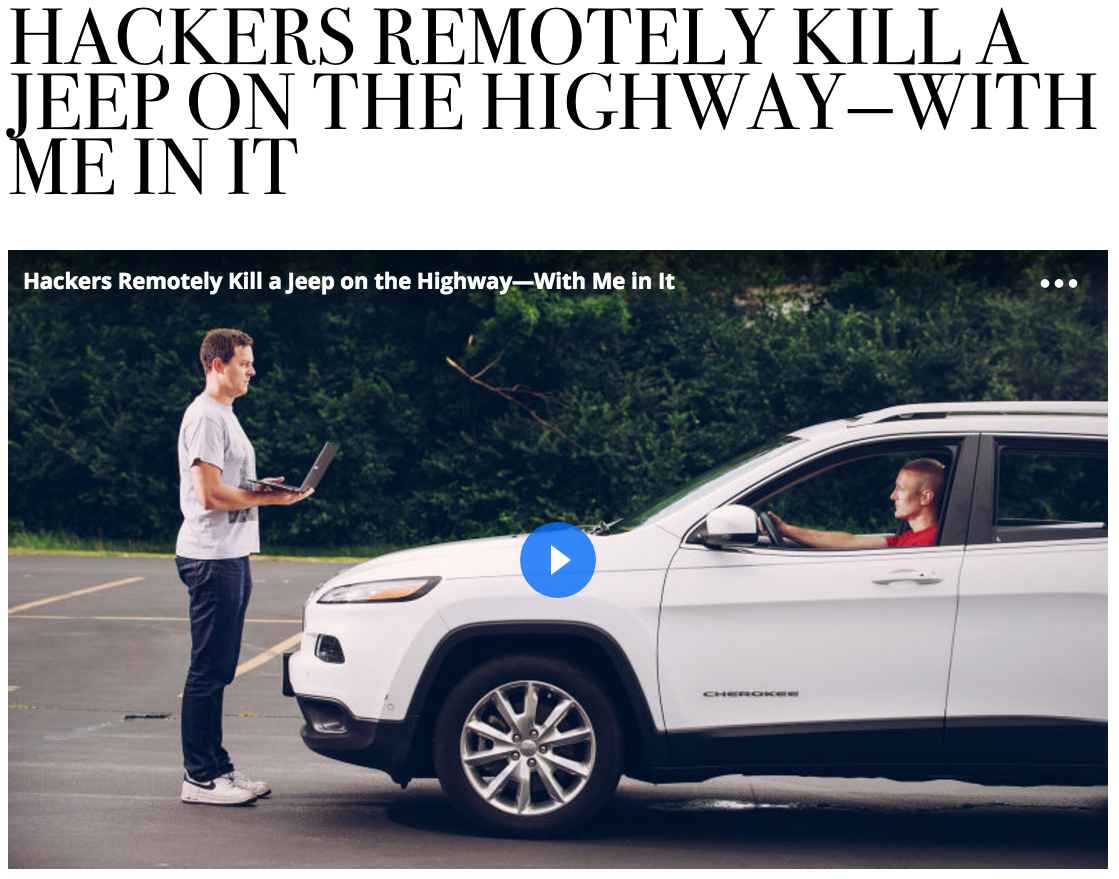 HACKERS REMOTELY KILL A
JEEP ON THE HIGHWAY—WITH
ME IN IT
Hackers Remotely Kill a Jeep on the Highway—With Me in It
CHEROKEE